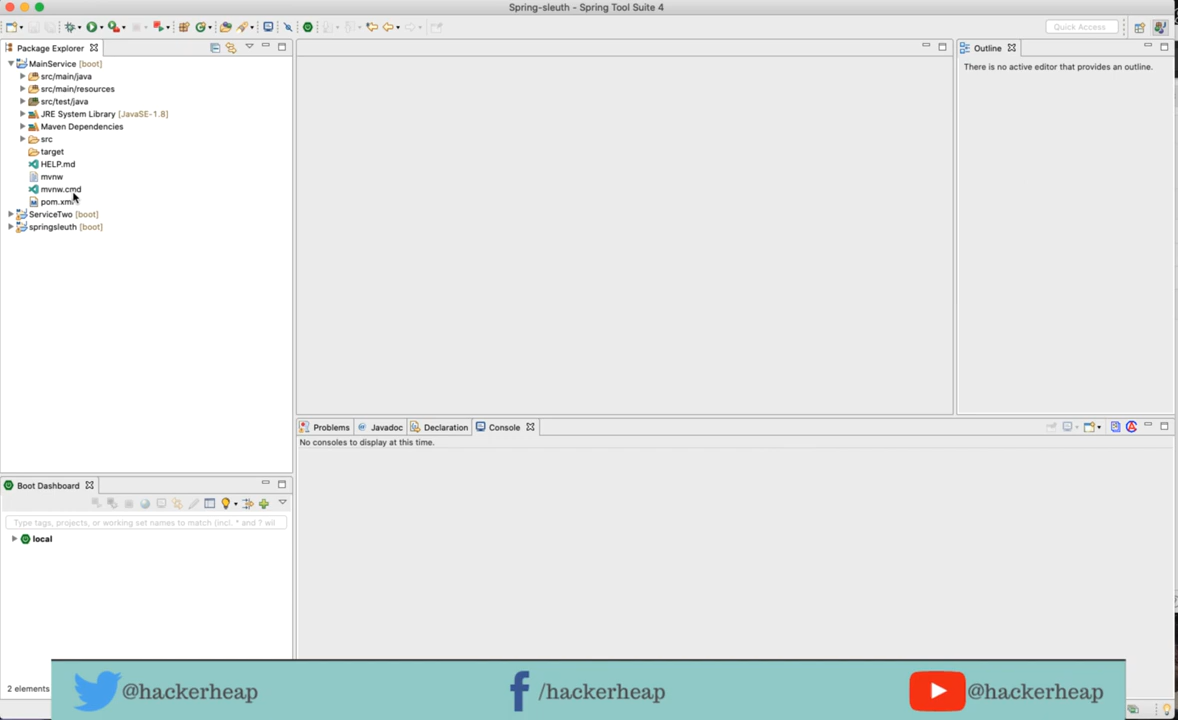 Spring-sleuth - Spring Tool Suite 4
Quick Access
Package Explorer
MainService [boot]
src/main/java
src/main/resources
src/test/java
JRE System Library [JavaSE-1.8]
Maven Dependencies
src
target
HELP.md
mvnw
mvnw.cmd
pom.xml
ServiceTwo [boot]
springsleuth [boot]
Outline
There is no active editor that provides an outline.
Problems
Javadoc
Declaration
Console
No consoles to display at this time.
Boot Dashboard
Type tags, projects, or working set names to match (incl. * and ? wil
local
2 elements
@hackerheap
/hackerheap
@hackerheap